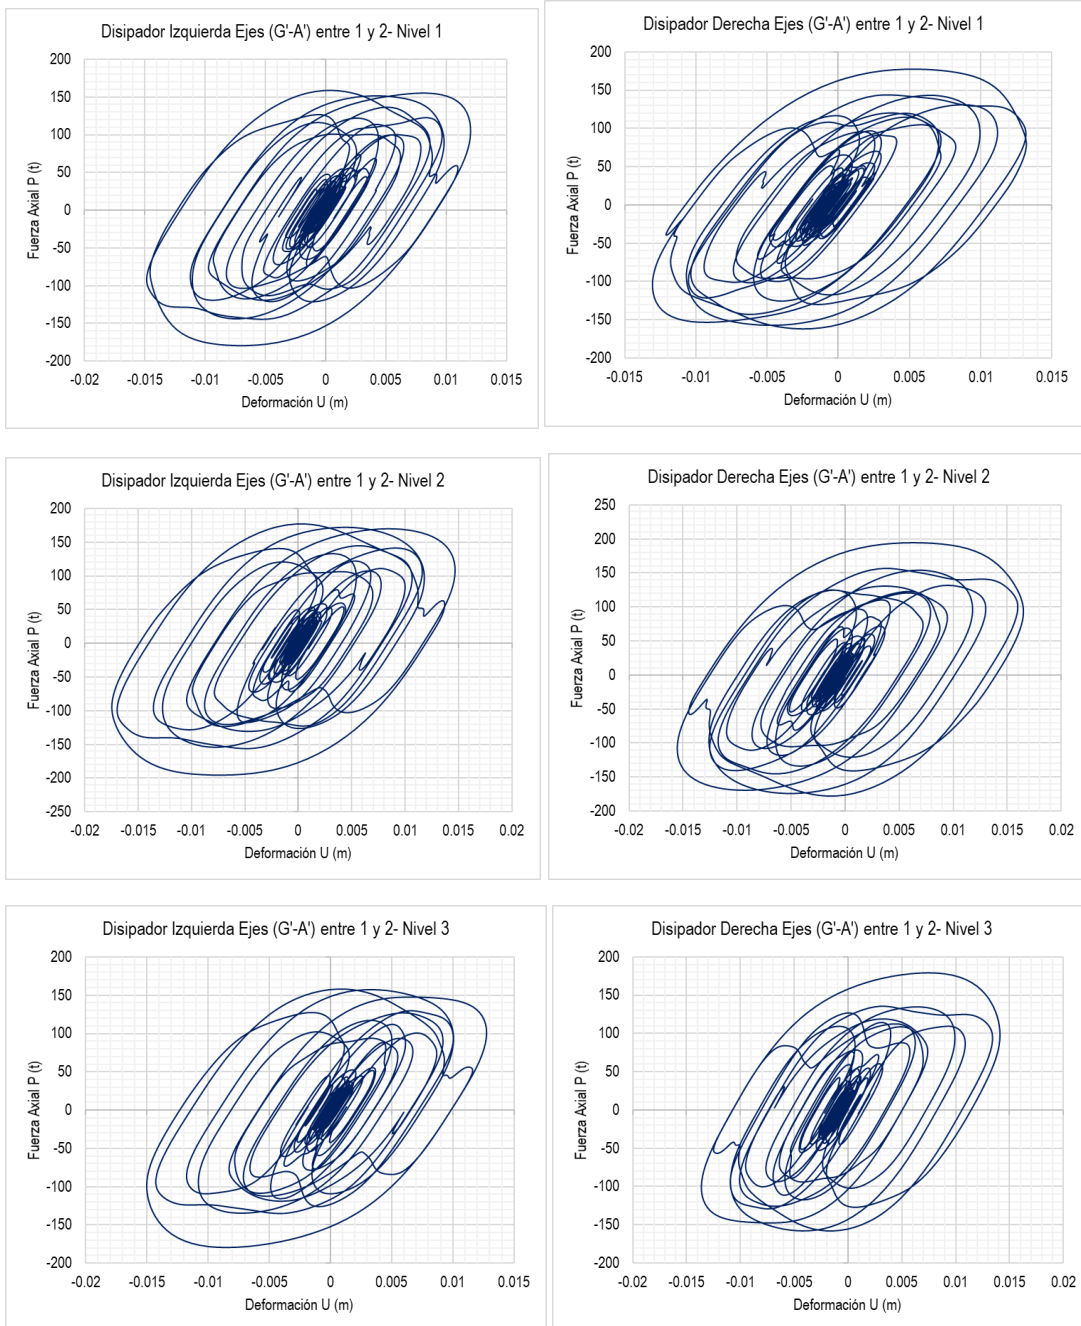 Disipador Izquierda Ejes (G'-A') entre 1 y 2- Nivel 1
200
150
100
50
0
-50
-100
-150
-200
Fuerza Axial P (t)
-0.02 -0.015 -0.01 -0.005 0 0.005 0.01 0.015
Deformación U (m)
Disipador Derecha Ejes (G'-A') entre 1 y 2- Nivel 1
200
150
100
50
0
-50
-100
-150
-200
Fuerza Axial P (t)
-0.015 -0.01 -0.005 0 0.005 0.01 0.015
Deformación U (m)
Disipador Izquierda Ejes (G'-A') entre 1 y 2- Nivel 2
200
150
100
50
0
-50
-100
-150
-200
-250
Fuerza Axial P (t)
-0.02 -0.015 -0.01 -0.005 0 0.005 0.01 0.015 0.02
Deformación U (m)
Disipador Derecha Ejes (G'-A') entre 1 y 2- Nivel 2
250
200
150
100
50
0
-50
-100
-150
-200
Fuerza Axial P (t)
-0.02 -0.015 -0.01 -0.005 0 0.005 0.01 0.015 0.02
Deformación U (m)
Disipador Izquierda Ejes (G'-A') entre 1 y 2- Nivel 3
200
150
100
50
0
-50
-100
-150
-200
Fuerza Axial P (t)
-0.02 -0.015 -0.01 -0.005 0 0.005 0.01 0.015
Deformación U (m)
Disipador Derecha Ejes (G'-A') entre 1 y 2- Nivel 3
200
150
100
50
0
-50
-100
-150
-200
Fuerza Axial P (t)
-0.02 -0.015 -0.01 -0.005 0 0.005 0.01 0.015 0.02
Deformación U (m)